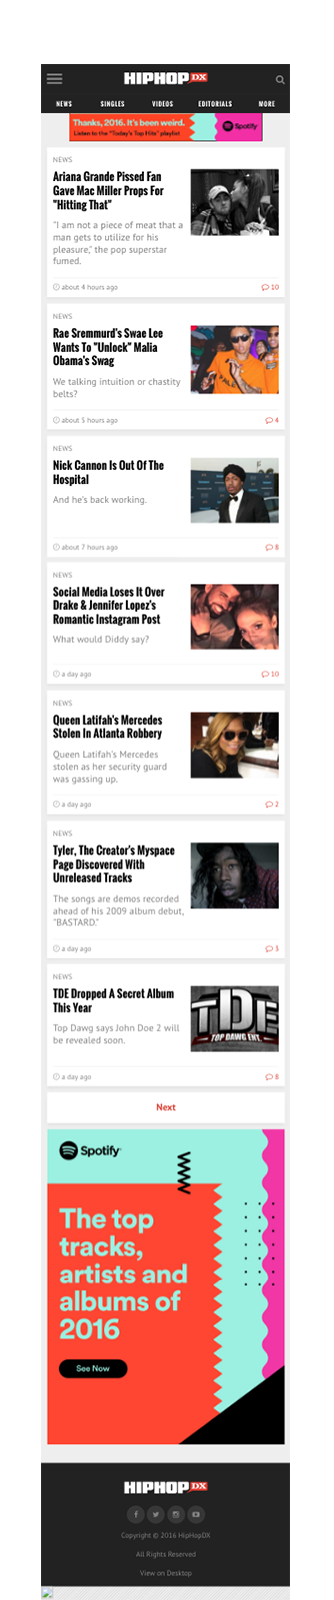 HIPHOPDX
NEWS SINGLES VIDEOS EDITORIALS MORE
Thanks, 2016. It's been weird.
Listen to the "Today's Top Hits" playlist
Spotify
NEWS
Ariana Grande Pissed Fan
Gave Mac Miller Props For
"Hitting That"
"I am not a piece of meat that a
man gets to utilize for his
pleasure," the pop superstar
fumed.
about 4 hours ago 10
NEWS
Rae Sremmurd's Swae Lee
Wants To "Unlock" Malia
Obama's Swag
We talking intuition or chastity
belts?
about 5 hours ago 4
NEWS
Nick Cannon Is Out Of The
Hospital
And he's back working.
about 7 hours ago 8
NEWS
Social Media Loses It Over
Drake & Jennifer Lopez's
Romantic Instagram Post
What would Diddy say?
a day ago 10
NEWS
Queen Latifah's Mercedes
Stolen In Atlanta Robbery
Queen Latifah's Mercedes
stolen as her security guard
was gassing up.
a day ago 2
NEWS
Tyler, The Creator's Myspace
Page Discovered With
Unreleased Tracks
The songs are demos recorded
ahead of his 2009 album debut,
"BASTARD."
a day ago 3
NEWS
TDE Dropped A Secret Album
This Year
Top Dawg says John Doe 2 will
be revealed soon.
TDE
TOP DAWG ENT.
a day ago 8
Next
Spotify
The top
tracks,
artists and
albums of
2016
See Now
HIPHOPDX
Copyright © 2016 HipHopDX
All Rights Reserved
View on Desktop